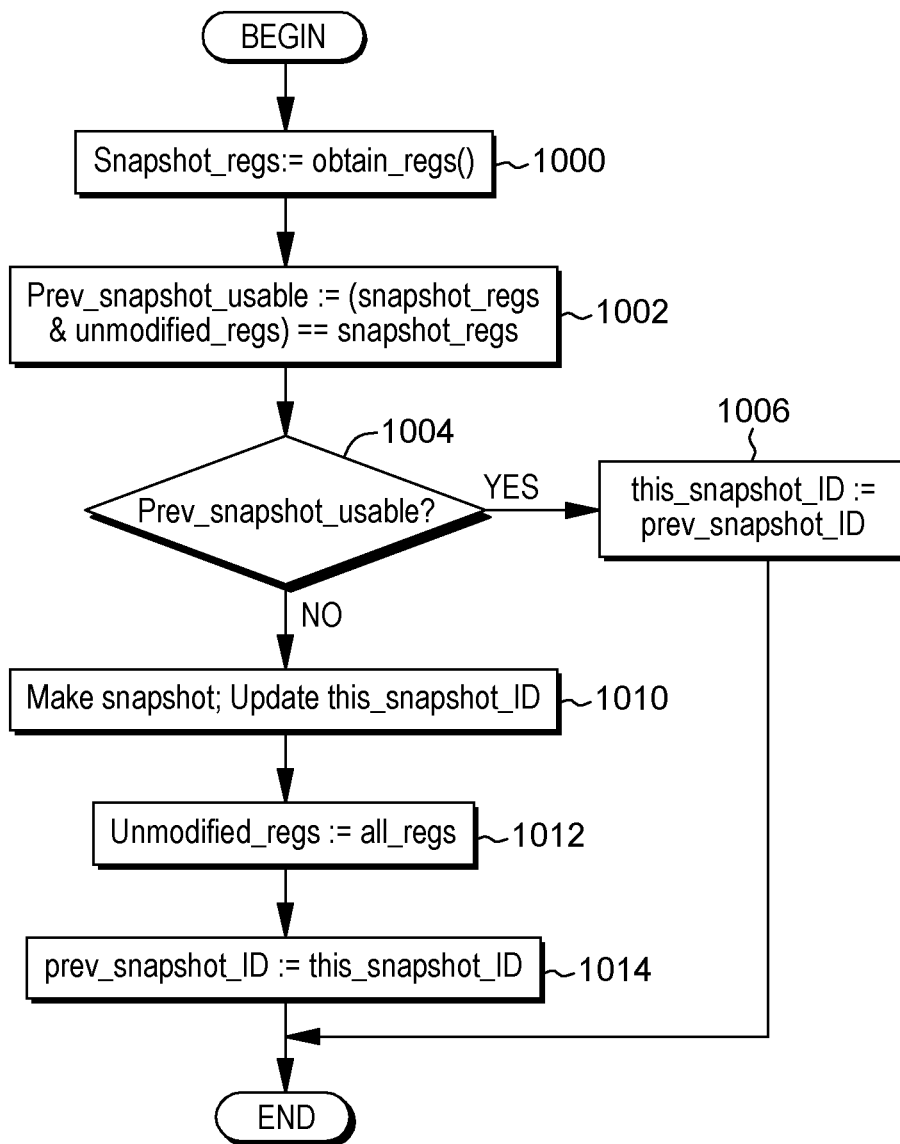 BEGIN
Snapshot_regs:= obtain_regs()
1000
Prev_snapshot_usable := (snapshot_regs
& unmodified_regs) == snapshot_regs
1002
1004
Prev_snapshot_usable?
YES
1006
this_snapshot_ID :=
prev_snapshot_ID
NO
Make snapshot; Update this_snapshot_ID
1010
Unmodified_regs := all_regs
1012
prev_snapshot_ID := this_snapshot_ID
1014
END